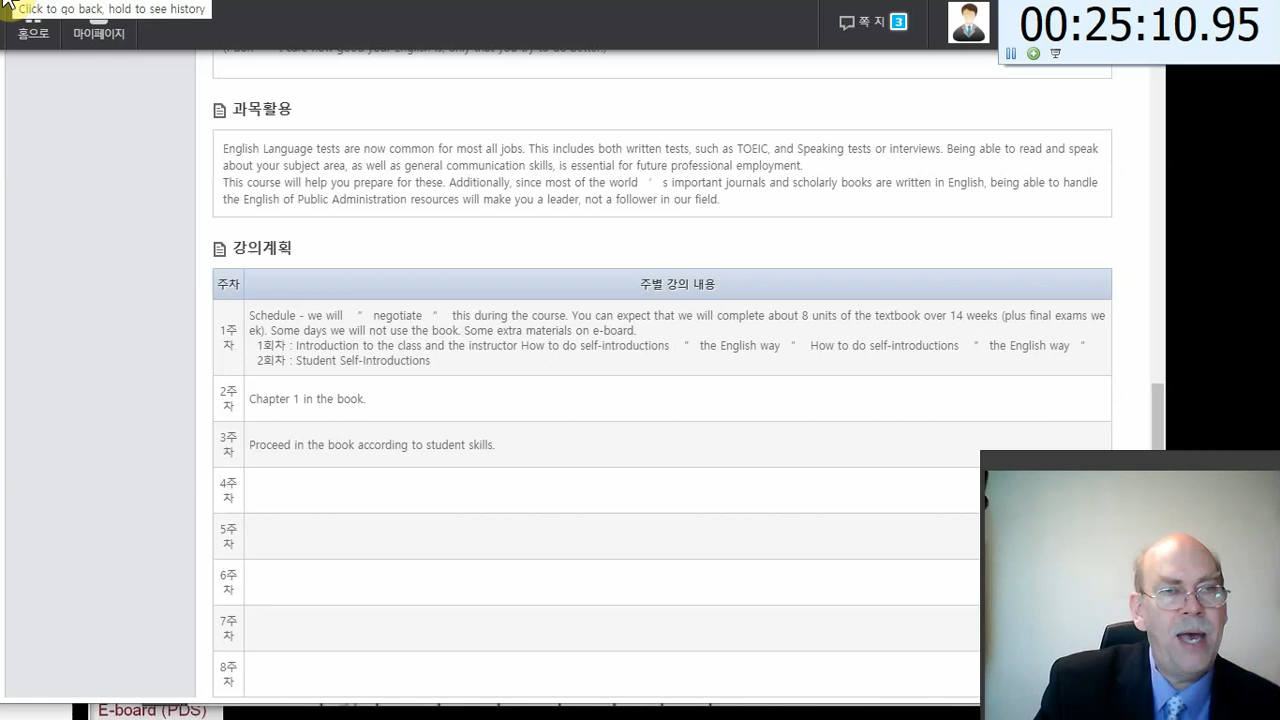 Click to go back, hold to see history
홈으로
마이페이지
쪽 지 3
00:25:10.95
과목활용
English Language tests are now common for most all jobs. This includes both written tests, such as TOEIC, and Speaking tests or interviews. Being able to read and speak
about your subject area, as well as general communication skills, is essential for future professional employment.
This course will help you prepare for these. Additionally, since most of the world ' s important journals and scholarly books are written in English, being able to handle
the English of Public Administration resources will make you a leader, not a follower in our field.
강의계획
주차 주별 강의 내용
1주
차
Schedule - we will " negotiate " this during the course. You can expect that we will complete about 8 units of the textbook over 14 weeks (plus final exams we
ek). Some days we will not use the book. Some extra materials on e-board.
1회차 : Introduction to the class and the instructor How to do self-introductions " the English way " How to do self-introductions " the English way "
2회차 : Student Self-Introductions
2주
차
Chapter 1 in the book.
3주
차
Proceed in the book according to student skills.
4주
차
5주
차
6주
차
7주
차
8주
차
E-board (PDS)